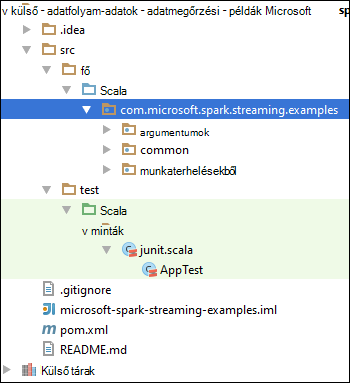 v külső - adatfolyam-adatok - adatmegőrzési - példák Microsoft sp
.idea
src
fő
Scala
com.microsoft.spark.streaming.examples
argumentumok
common
munkaterhelésekből
test
Scala
v minták
junit.scala
AppTest
.gitignore
microsoft-spark-streaming-examples.iml
pom.xml
README.md
Külső tárak